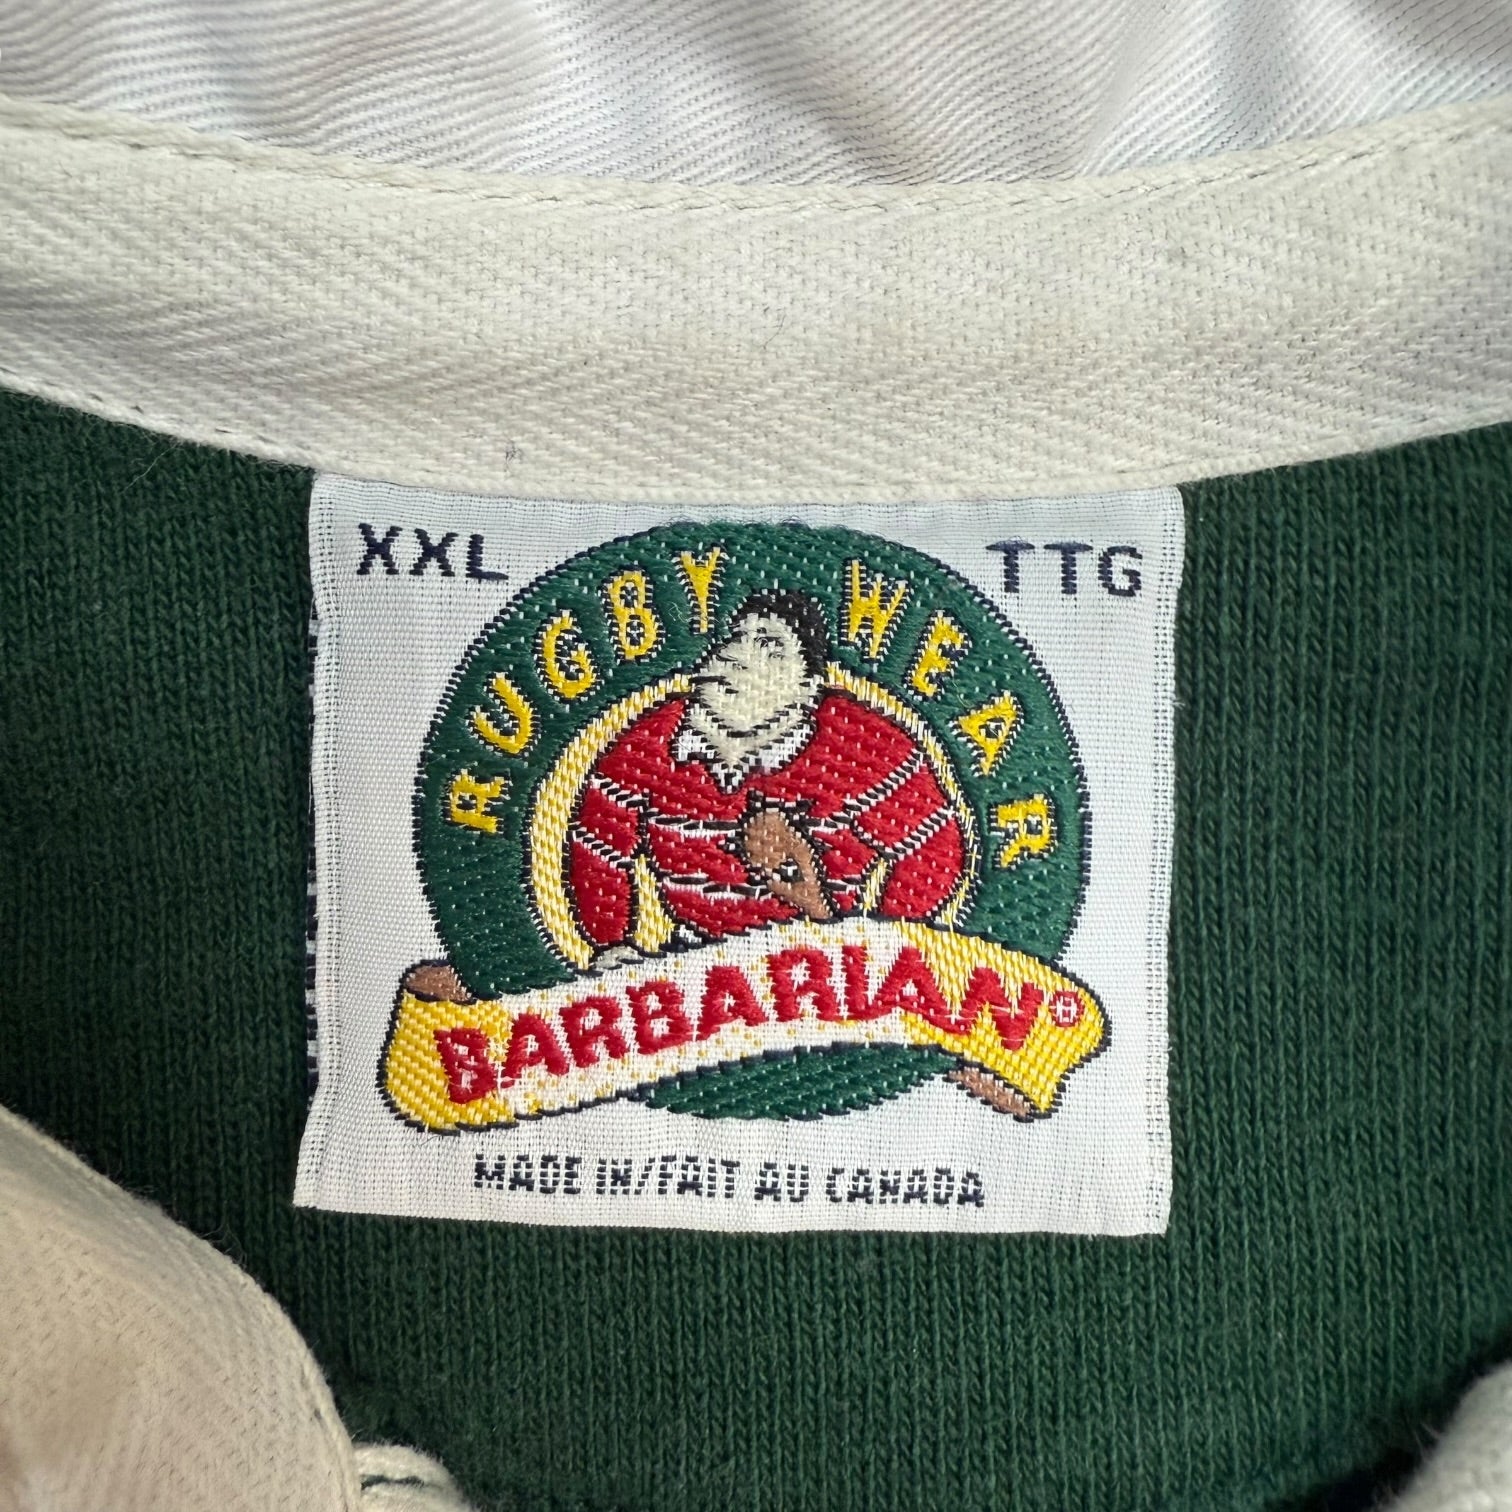 XXL TTG
RUGBY WEAR
BARBARIAN®
MADE IN/FAIT AU CANADA